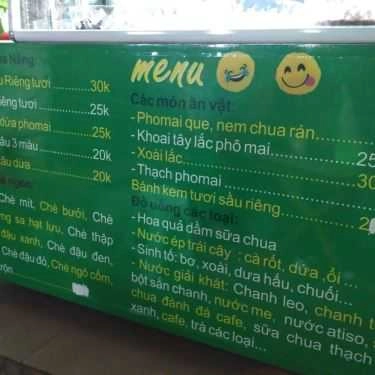 menu
Nẵng:
Riêng tươi ......... 30k
iêng tươi ......... 25k
dừa phomai ......... 25k
ậu 3 màu ......... 20k
ầu dừa ......... 20k
ngon:
Chè mít, Chè bưởi, Chè
sa hạt lựu, Chè thập
đậu xanh, Chè đậu đen,
Chè đậu đỏ, Chè ngô cốm,
Các món ăn vặt:
- Phomai que, nem chua rán.........
- Khoai tây lắc phô mai......... 25
- Xoài lắc......... 30
- Thạch phomai .........
Bánh kem tươi sầu riêng......... 2
Đồ uống các loại:
- Hoa quả dầm sữa chua
- Nước ép trái cây : cà rốt, dứa ,ổi ...
- Sinh tố: bơ, xoài, dưa hấu, chuối...
- Nước giải khát: Chanh leo, chanh
bột sắn chanh, nước me, nước atiso,
chua đánh đá cafe, sữa chua thạch
xanh, cafe, trà các loại...